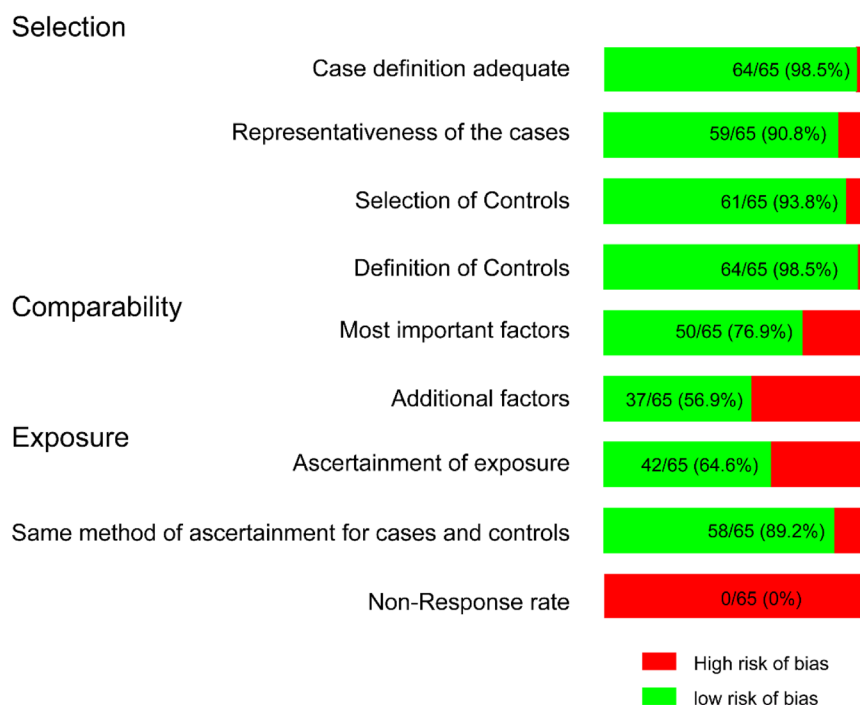 Selection
Case definition adequate 64/65 (98.5%)
Representativeness of the cases 59/65 (90.8%)
Selection of Controls 61/65 (93.8%)
Definition of Controls 64/65 (98.5%)
Comparability
Most important factors 50/65 (76.9%)
Additional factors 37/65 (56.9%)
Exposure
Ascertainment of exposure 42/65 (64.6%)
Same method of ascertainment for cases and controls 58/65 (89.2%)
Non-Response rate 0/65 (0%)
High risk of bias
low risk of bias